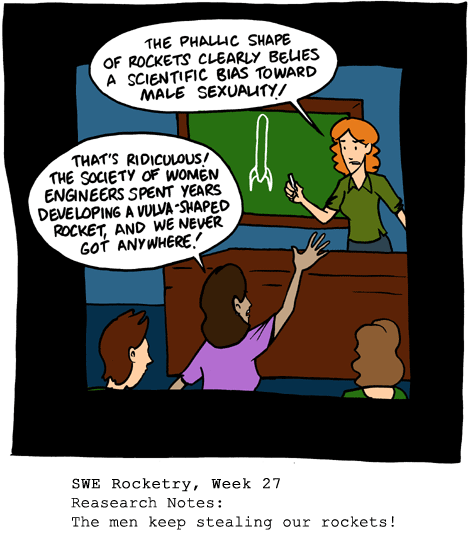 THE PHALLIC SHAPE
OF ROCKETS CLEARLY BELIES
A SCIENTIFIC BIAS TOWARD
MALE SEXUALITY!
THAT'S RIDICULOUS!
THE SOCIETY OF WOMEN
ENGINEERS SPENT YEARS
DEVELOPING A VULVA-SHAPED
ROCKET, AND WE NEVER
GOT ANYWHERE!
SWE Rocketry, Week 27
Reasearch Notes:
The men keep stealing our rockets!